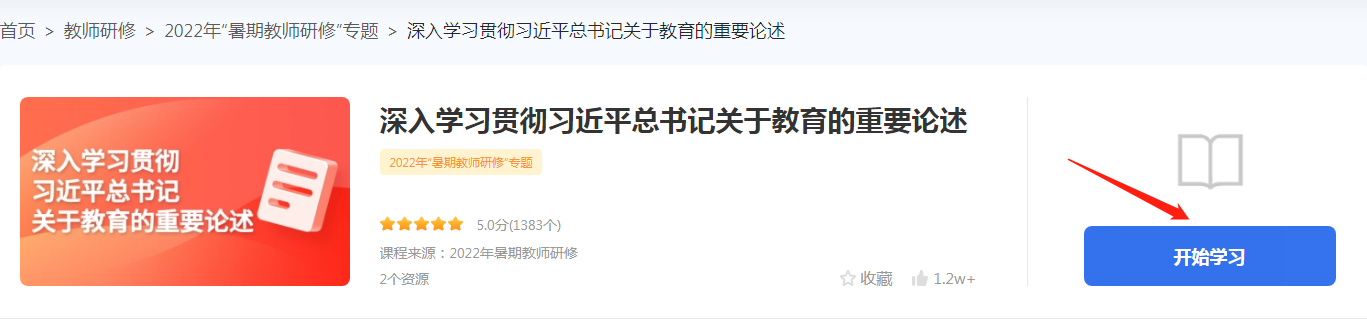 首页 > 教师研修 > 2022年“暑期教师研修”专题 > 深入学习贯彻习近平总书记关于教育的重要论述
深入学习贯彻
习近平总书记
关于教育的重要论述
深入学习贯彻习近平总书记关于教育的重要论述
2022年“暑期教师研修”专题
5.0分(1383个)
课程来源：2022年暑期教师研修
2个资源
收藏 1.2w+
开始学习